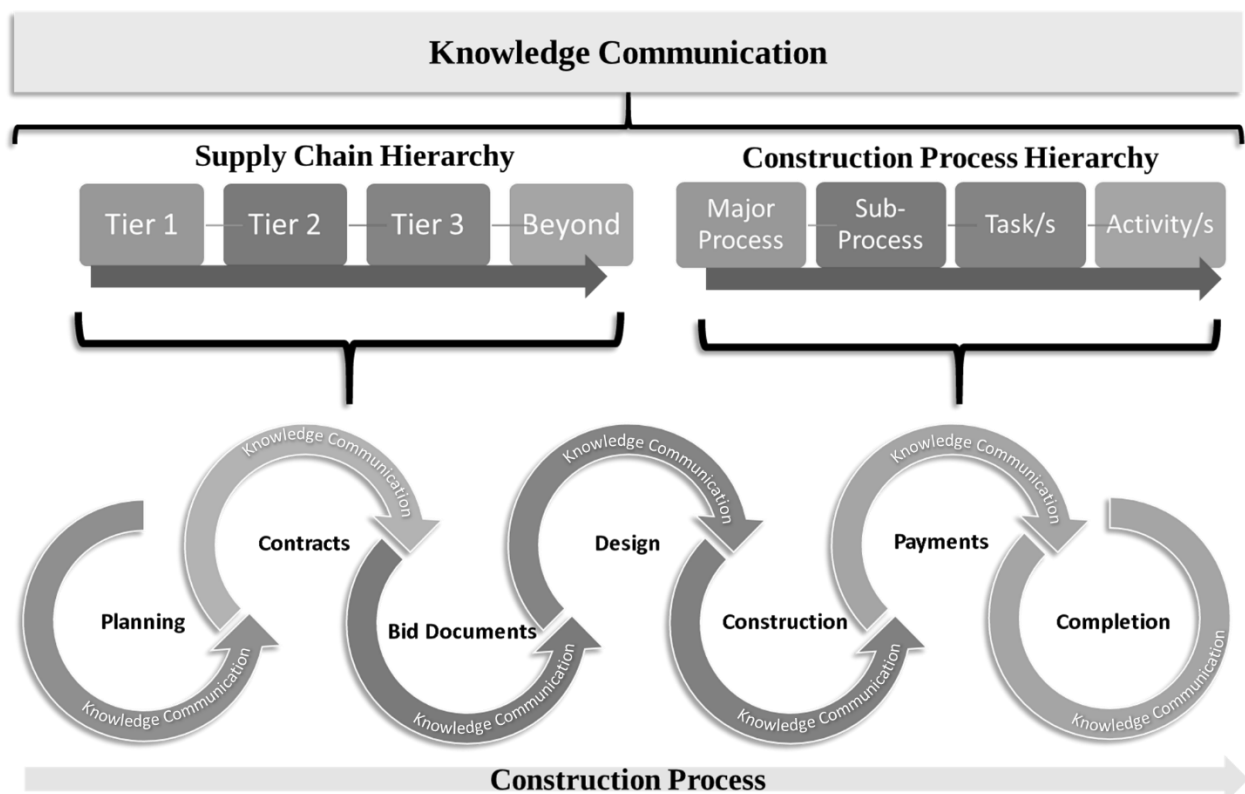 Knowledge Communication
Supply Chain Hierarchy
Construction Process Hierarchy
Tier 1
Tier 2
Tier 3
Beyond
Major
Process
Sub-
Process
Task/s
Activity/s
Knowledge Communication
Knowledge Communication
Knowledge Communication
Contracts
Design
Payments
Planning
Bid Documents
Construction
Completion
Knowledge Communication
Knowledge Communication
Knowledge Communication
Knowledge Communication
Construction Process